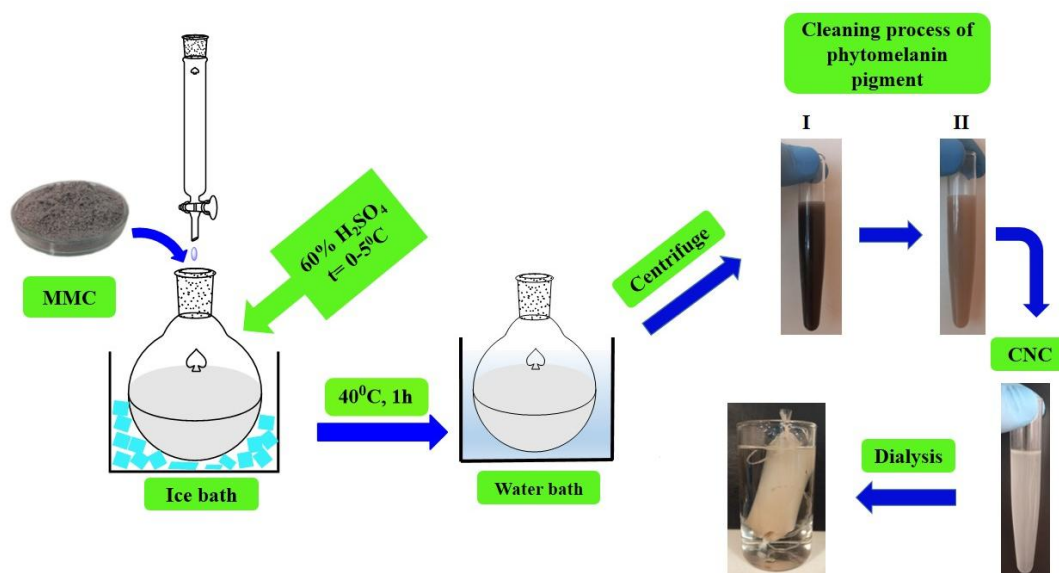 Cleaning process of
phytomelanin
pigment
I
II
60% H₂SO₄
t= 0-5⁰C
Centrifuge
MMC
CNC
40⁰C, 1h
Dialysis
Ice bath
Water bath